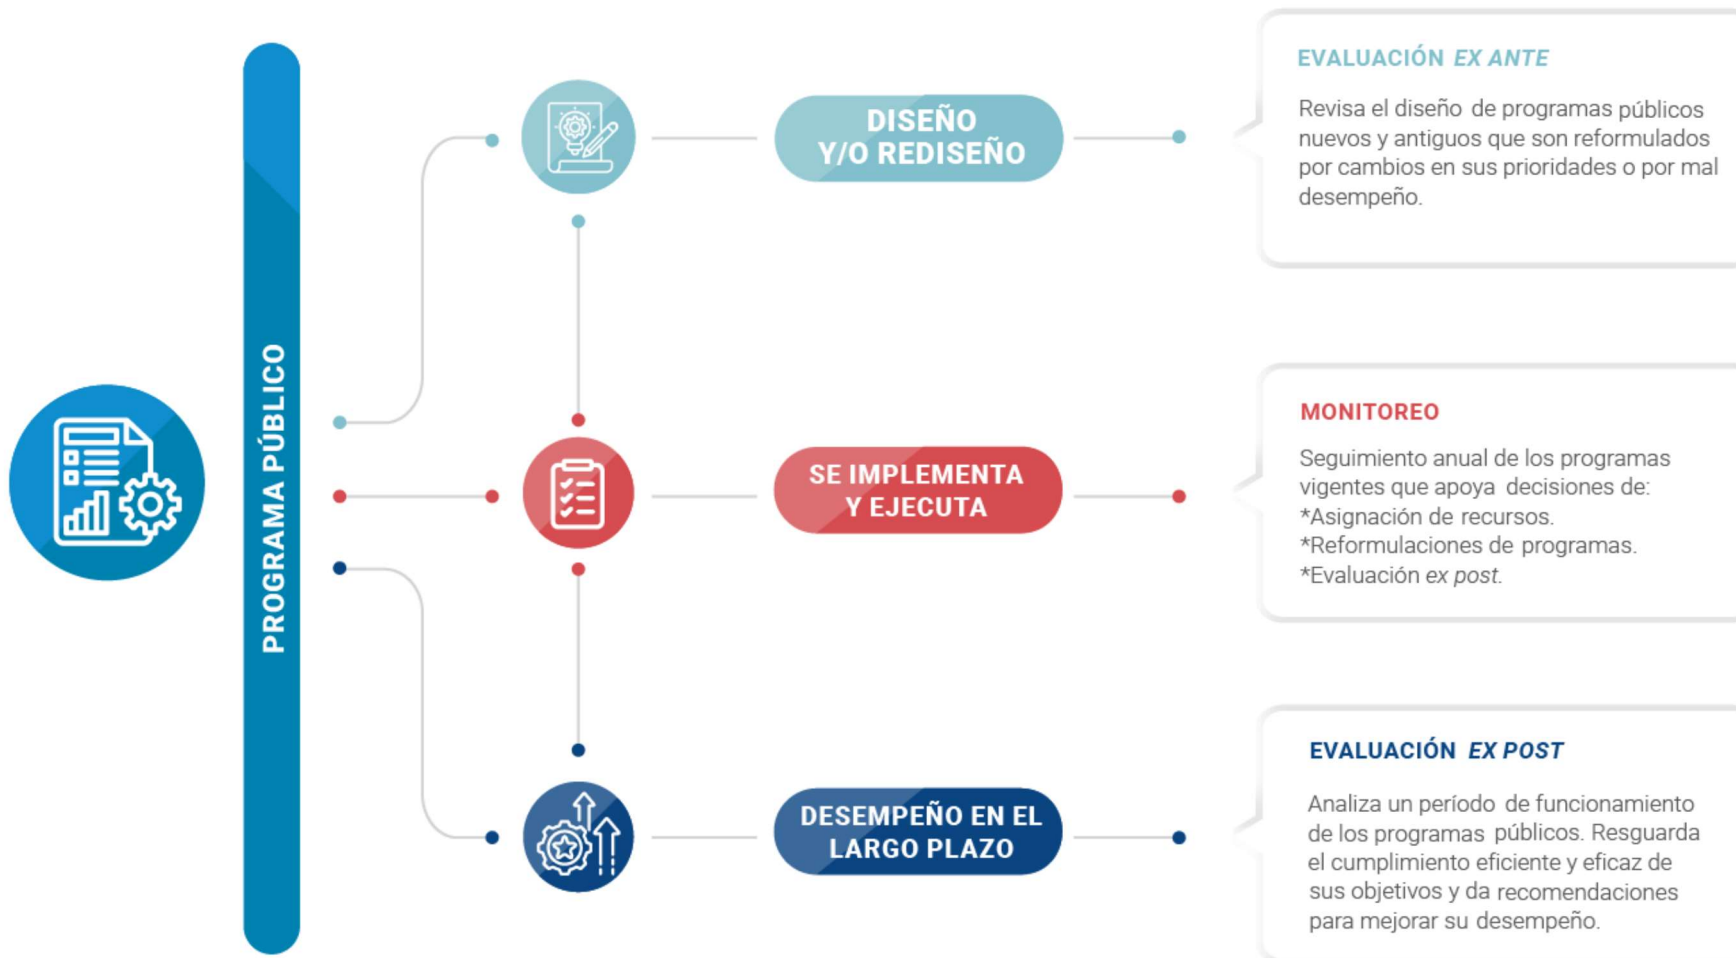 PROGRAMA PÚBLICO
DISEÑO
Y/O REDISEÑO
EVALUACIÓN EX ANTE
Revisa el diseño de programas públicos
nuevos y antiguos que son reformulados
por cambios en sus prioridades o por mal
desempeño.
SE IMPLEMENTA
Y EJECUTA
MONITOREO
Seguimiento anual de los programas
vigentes que apoya decisiones de:
*Asignación de recursos.
*Reformulaciones de programas.
*Evaluación ex post.
DESEMPEÑO EN EL
LARGO PLAZO
EVALUACIÓN EX POST
Analiza un período de funcionamiento
de los programas públicos. Resguarda
el cumplimiento eficiente y eficaz de
sus objetivos y da recomendaciones
para mejorar su desempeño.